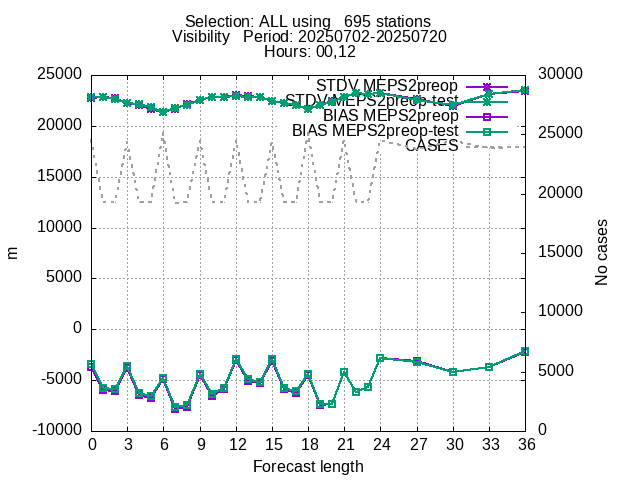 Selection: ALL using   695 stations
Visibility   Period: 20250702-20250720
Hours: 00,12
25000
20000
15000
10000
5000
0
-5000
-10000
m
30000
25000
20000
15000
10000
5000
0
No cases
STDV MEPS2preop
STDV MEPS2preop-test
BIAS MEPS2preop
BIAS MEPS2preop-test
CASES
0 3 6 9 12 15 18 21 24 27 30 33 36
Forecast length